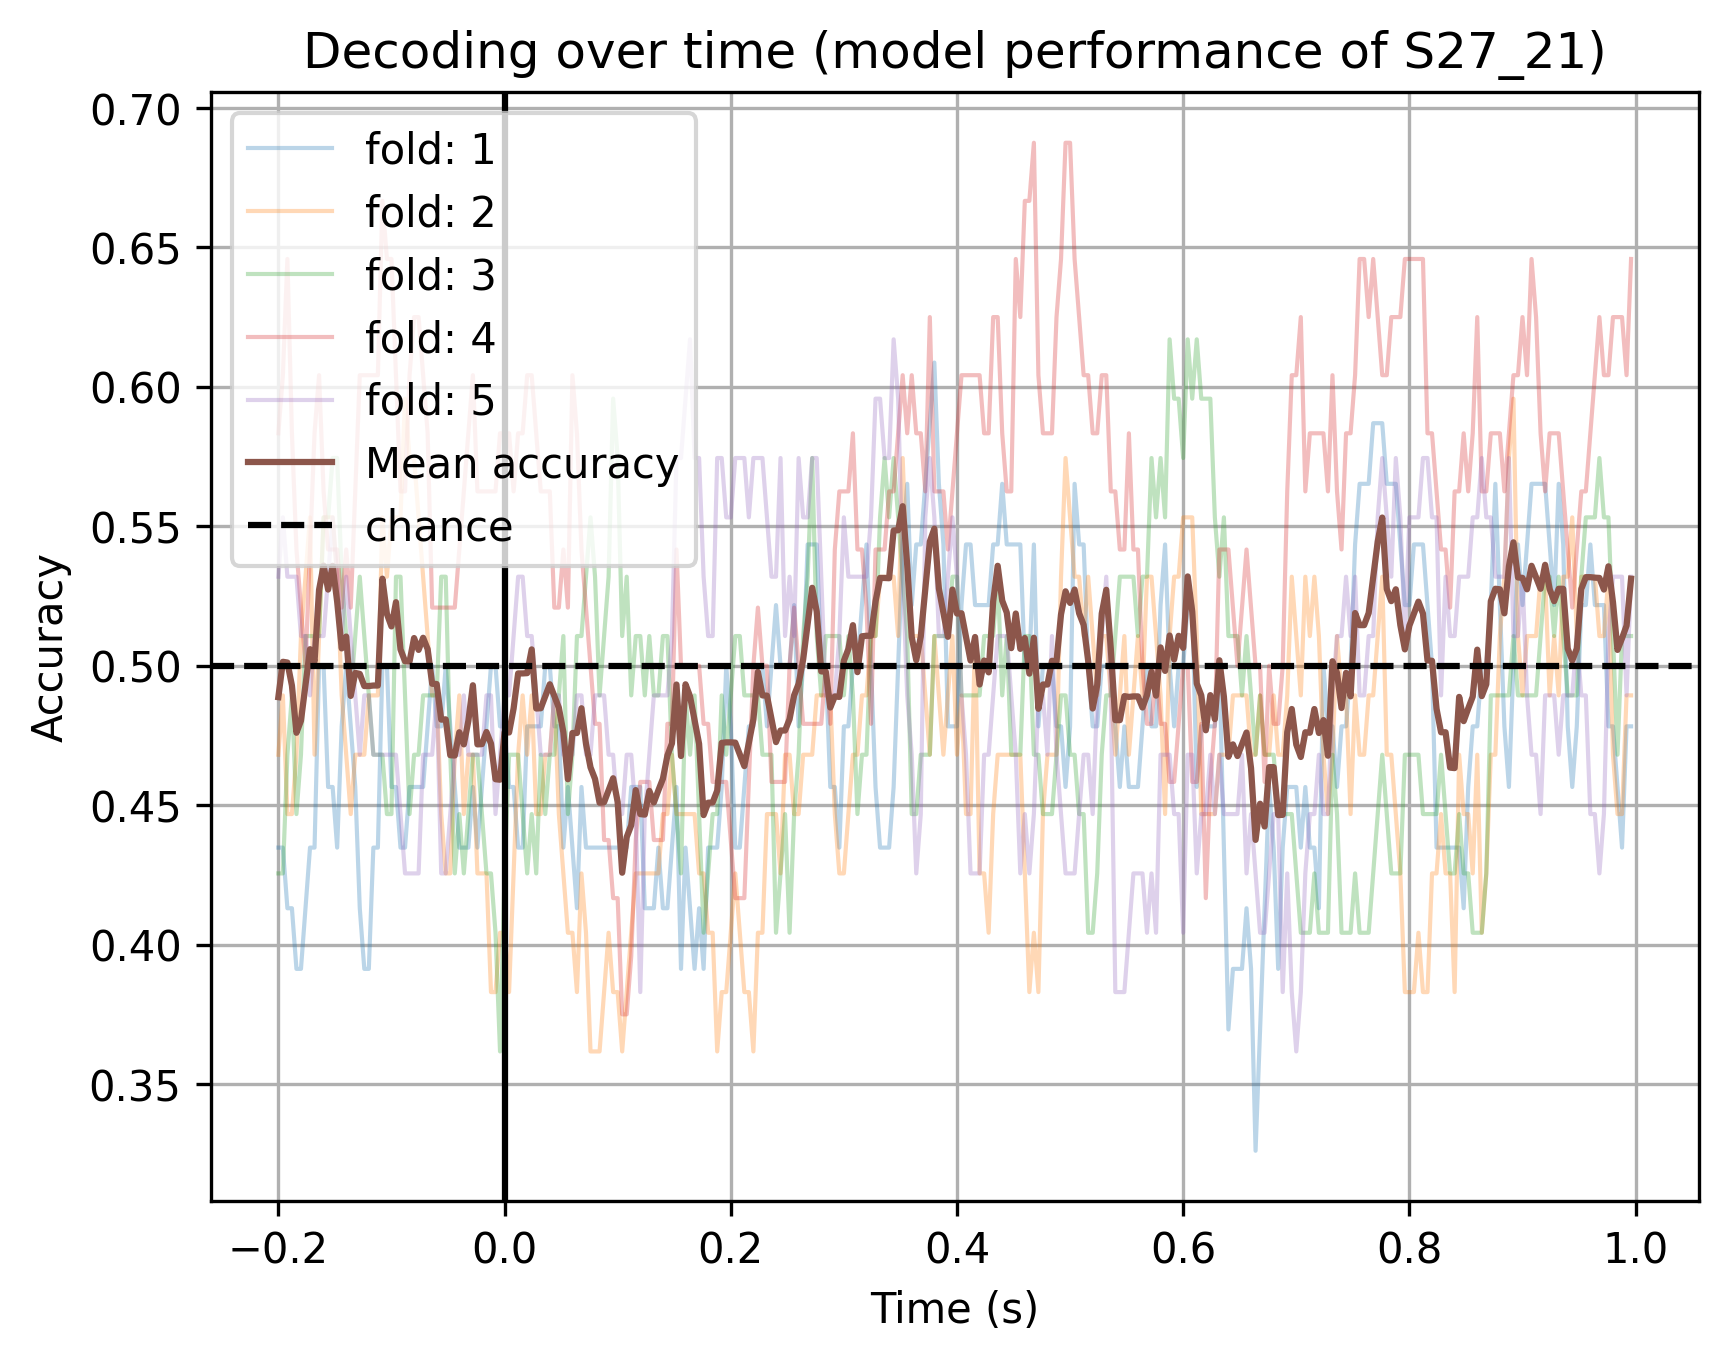 Decoding over time (model performance of S27_21)
0.70
0.65
0.60
0.55
0.50
0.45
0.40
0.35
Accuracy
fold: 1
fold: 2
fold: 3
fold: 4
fold: 5
Mean accuracy
chance
−0.2 0.0 0.2 0.4 0.6 0.8 1.0
Time (s)